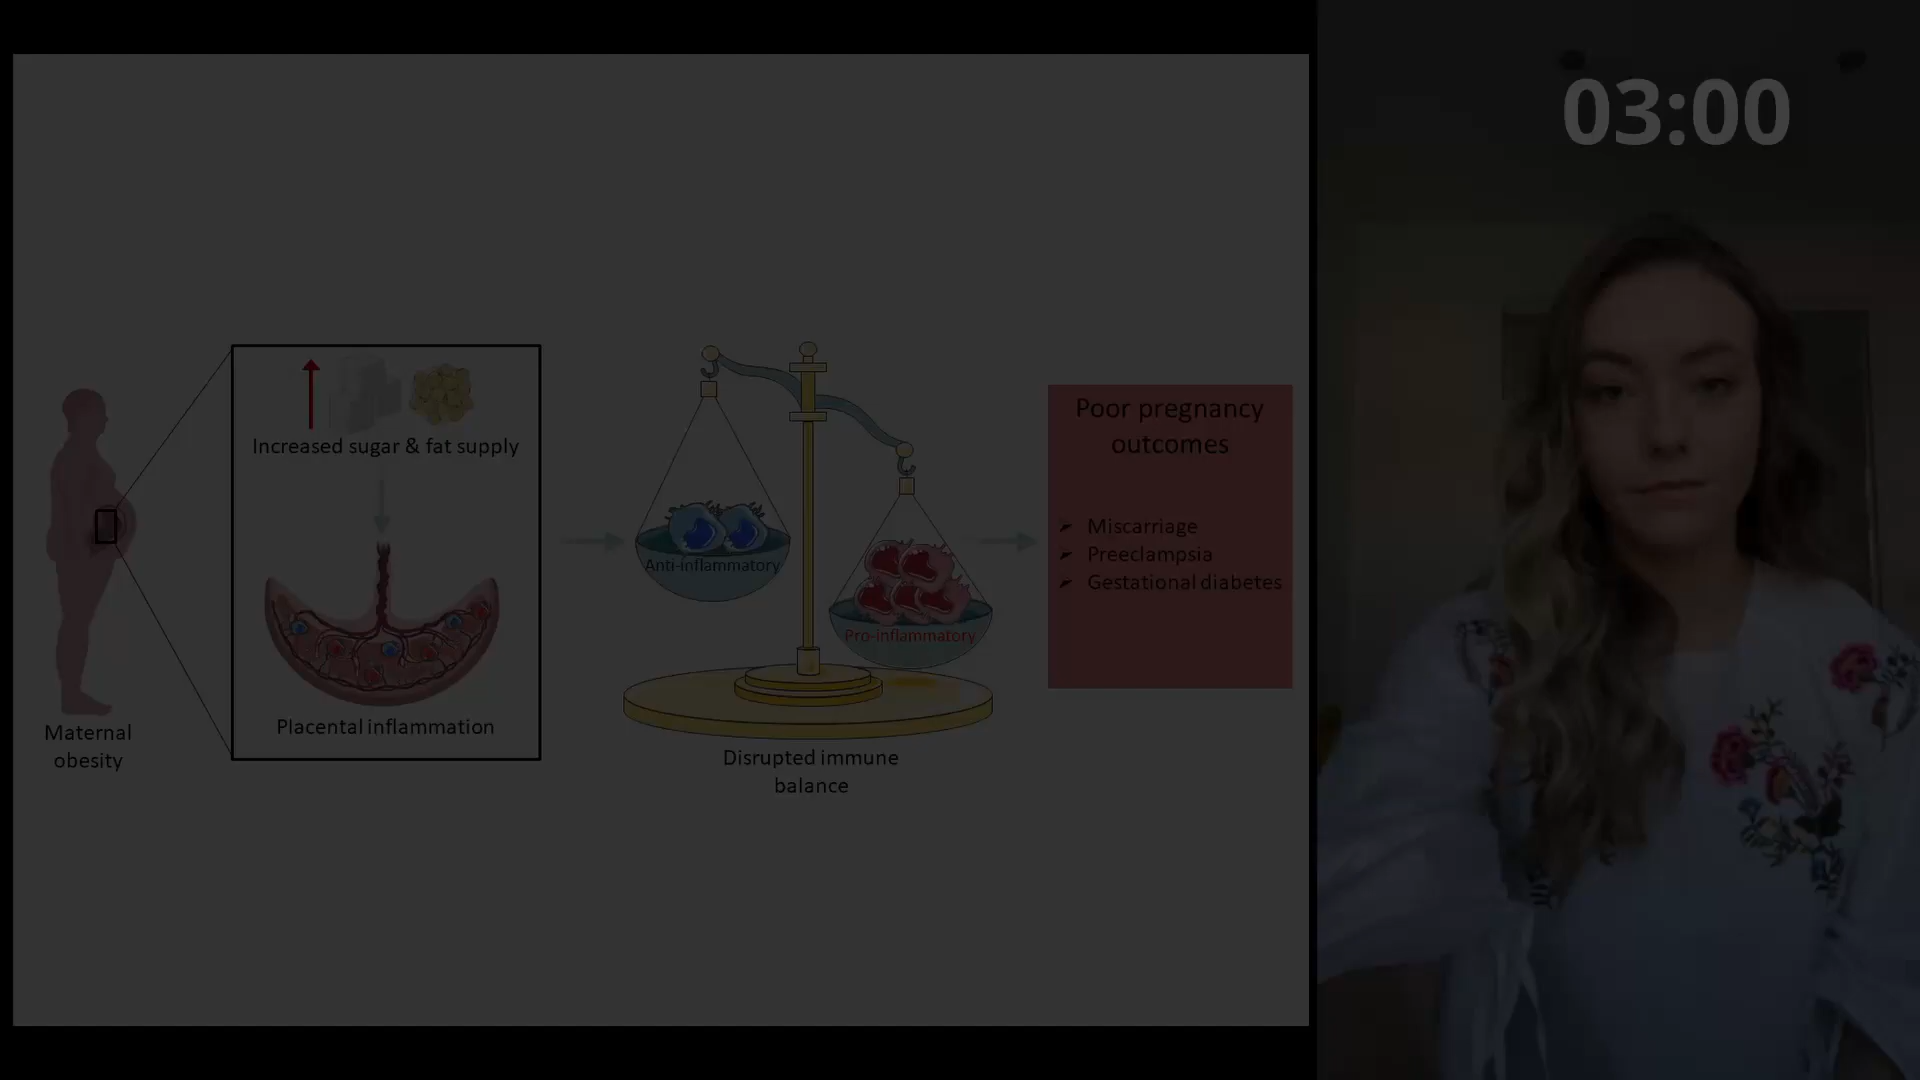 03:00
Increased sugar & fat supply
Placental inflammation
Maternal
obesity
Anti-inflammatory
Pro-inflammatory
Disrupted immune
balance
Poor pregnancy
outcomes
Miscarriage
Preeclampsia
Gestational diabetes